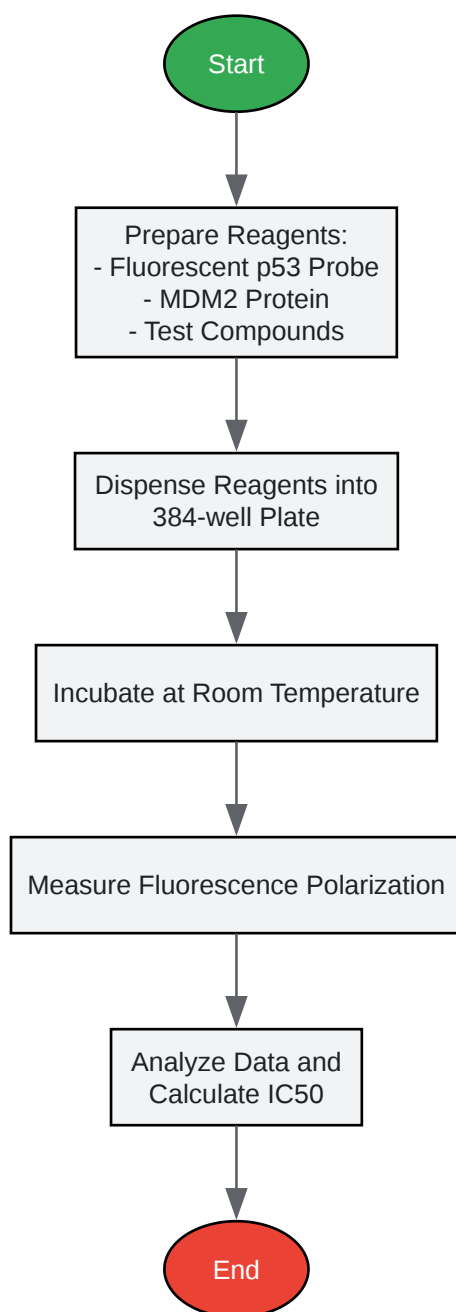 Start
Prepare Reagents:
- Fluorescent p53 Probe
- MDM2 Protein
- Test Compounds
Dispense Reagents into
384-well Plate
Incubate at Room Temperature
Measure Fluorescence Polarization
Analyze Data and
Calculate IC50
End